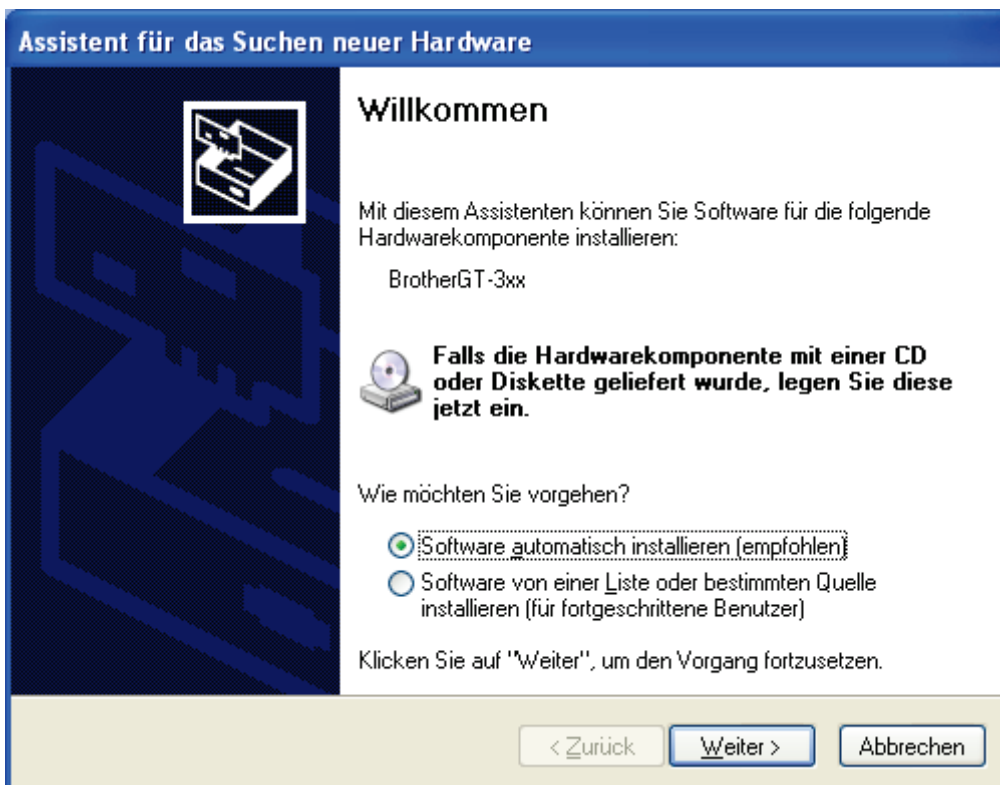 Assistent für das Suchen neuer Hardware
Willkommen
Mit diesem Assistenten können Sie Software für die folgende
Hardwarekomponente installieren:
BrotherGT-3xx
Falls die Hardwarekomponente mit einer CD
oder Diskette geliefert wurde, legen Sie diese
jetzt ein.
Wie möchten Sie vorgehen?
Software automatisch installieren (empfohlen)
Software von einer Liste oder bestimmten Quelle
installieren (für fortgeschrittene Benutzer)
Klicken Sie auf "Weiter", um den Vorgang fortzusetzen.
< Zurück Weiter > Abbrechen